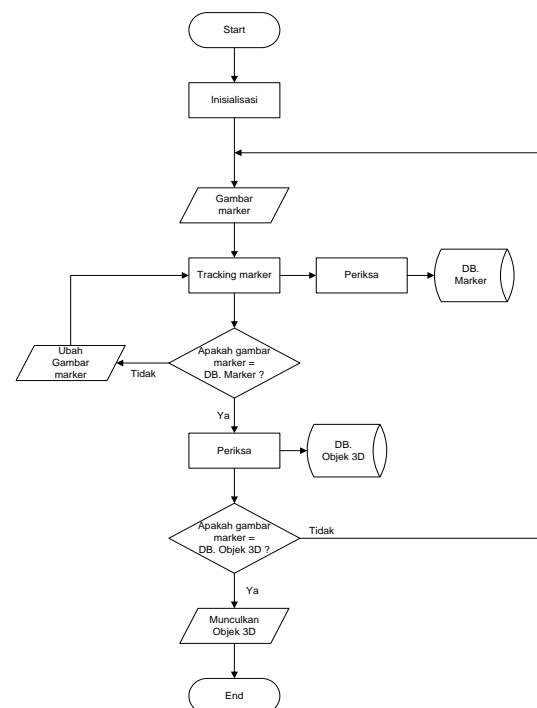 Start
Inisialisasi
Gambar
marker
Tracking marker
Periksa
DB.
Marker
Ubah
Gambar
marker
Tidak
Apakah gambar
marker =
DB. Marker ?
Ya
Periksa
DB.
Objek 3D
Apakah gambar
marker =
DB. Objek 3D ?
Tidak
Ya
Munculkan
Objek 3D
End